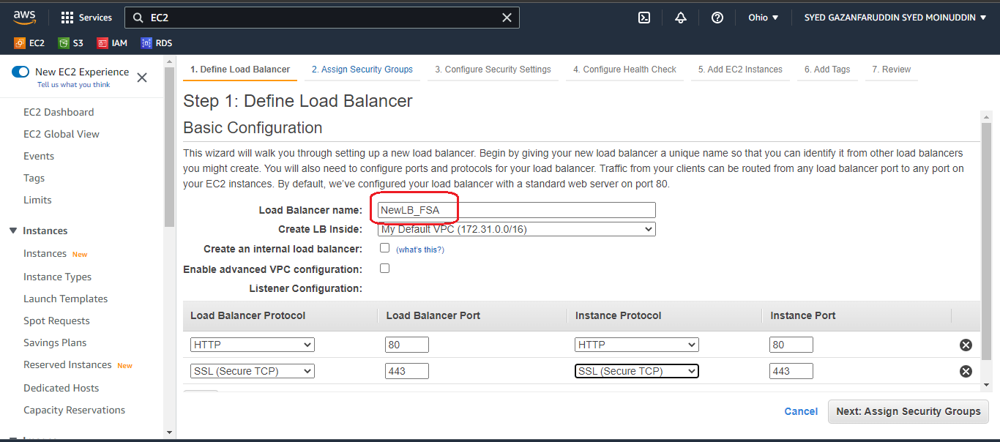 aws
Services
EC2
Ohio
SYED GAZANFARUDDIN SYED MOINUDDIN
EC2
S3
IAM
RDS
New EC2 Experience
Tell us what you think
EC2 Dashboard
EC2 Global View
Events
Tags
Limits
Instances
Instances New
Instance Types
Launch Templates
Spot Requests
Savings Plans
Reserved Instances New
Dedicated Hosts
Capacity Reservations
1. Define Load Balancer
2. Assign Security Groups
3. Configure Security Settings
4. Configure Health Check
5. Add EC2 Instances
6. Add Tags
7. Review
Step 1: Define Load Balancer
Basic Configuration
This wizard will walk you through setting up a new load balancer. Begin by giving your new load balancer a unique name so that you can identify it from other load balancers
you might create. You will also need to configure ports and protocols for your load balancer. Traffic from your clients can be routed from any load balancer port to any port on
your EC2 instances. By default, we've configured your load balancer with a standard web server on port 80.
Load Balancer name: NewLB_FSA
Create LB Inside: My Default VPC (172.31.0.0/16)
Create an internal load balancer: (what's this?)
Enable advanced VPC configuration:
Listener Configuration:
Load Balancer Protocol Load Balancer Port Instance Protocol Instance Port
HTTP 80 HTTP 80
SSL (Secure TCP) 443 SSL (Secure TCP) 443
Cancel
Next: Assign Security Groups